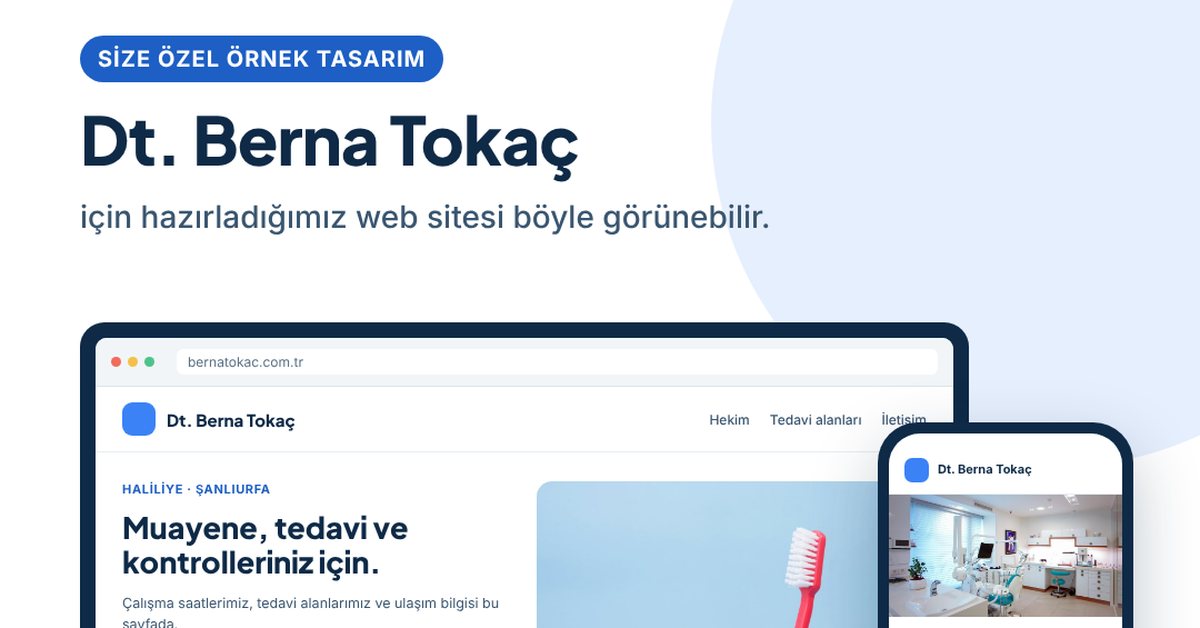 SİZE ÖZEL ÖRNEK TASARIM
Dt. Berna Tokaç
için hazırladığımız web sitesi böyle görünebilir.
bernatokac.com.tr
Dt. Berna Tokaç
Hekim Tedavi alanları İletişim
Dt. Berna Tokaç
HALİLİYE · ŞANLIURFA
Muayene, tedavi ve
kontrolleriniz için.
Çalışma saatlerimiz, tedavi alanlarımız ve ulaşım bilgisi bu
sayfada.